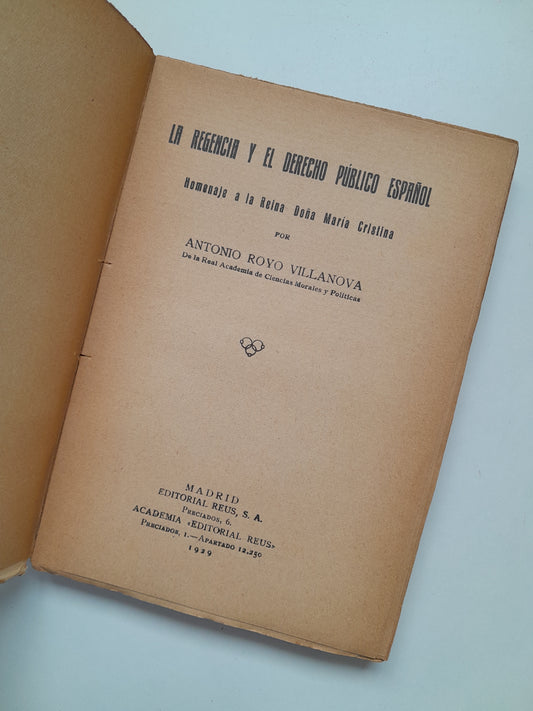 LA REGENCIA Y EL DERECHO PÚBLICO ESPAÑOL
Homenaje a la Reina Doña María Cristina
POR
ANTONIO ROYO VILLANOVA
De la Real Academia de Ciencias Morales y Políticas
MADRID
EDITORIAL REUS, S. A.
Preciados, 6.
ACADEMIA «EDITORIAL REUS»
Preciados, 1.—Apartado 12.250
1929